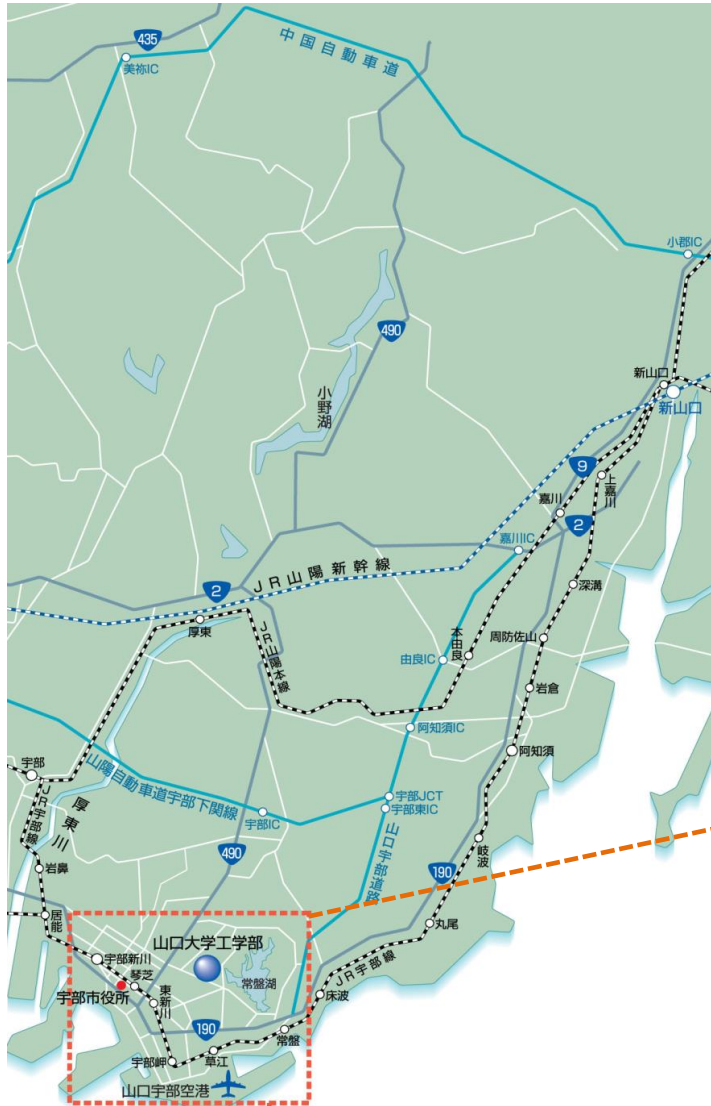 435
中国自動車道
美祢IC
小郡IC
490
小野湖
新山口
新山口
9
上嘉川
嘉川
2
嘉川IC
JR山陽新幹線
2
深溝
厚東
JR山陽本線
本由良
周防佐山
由良IC
岩倉
阿知須IC
阿知須
宇部
山陽自動車道宇部下関線
宇部JCT
宇部東IC
JR宇部線
厚東川
宇部IC
山口宇部道路
岐波
490
岩鼻
190
居能
丸尾
山口大学工学部
宇部新川
JR宇部線
琴芝
常盤湖
宇部市役所
東新川
床波
190
常盤
草江
宇部岬
山口宇部空港